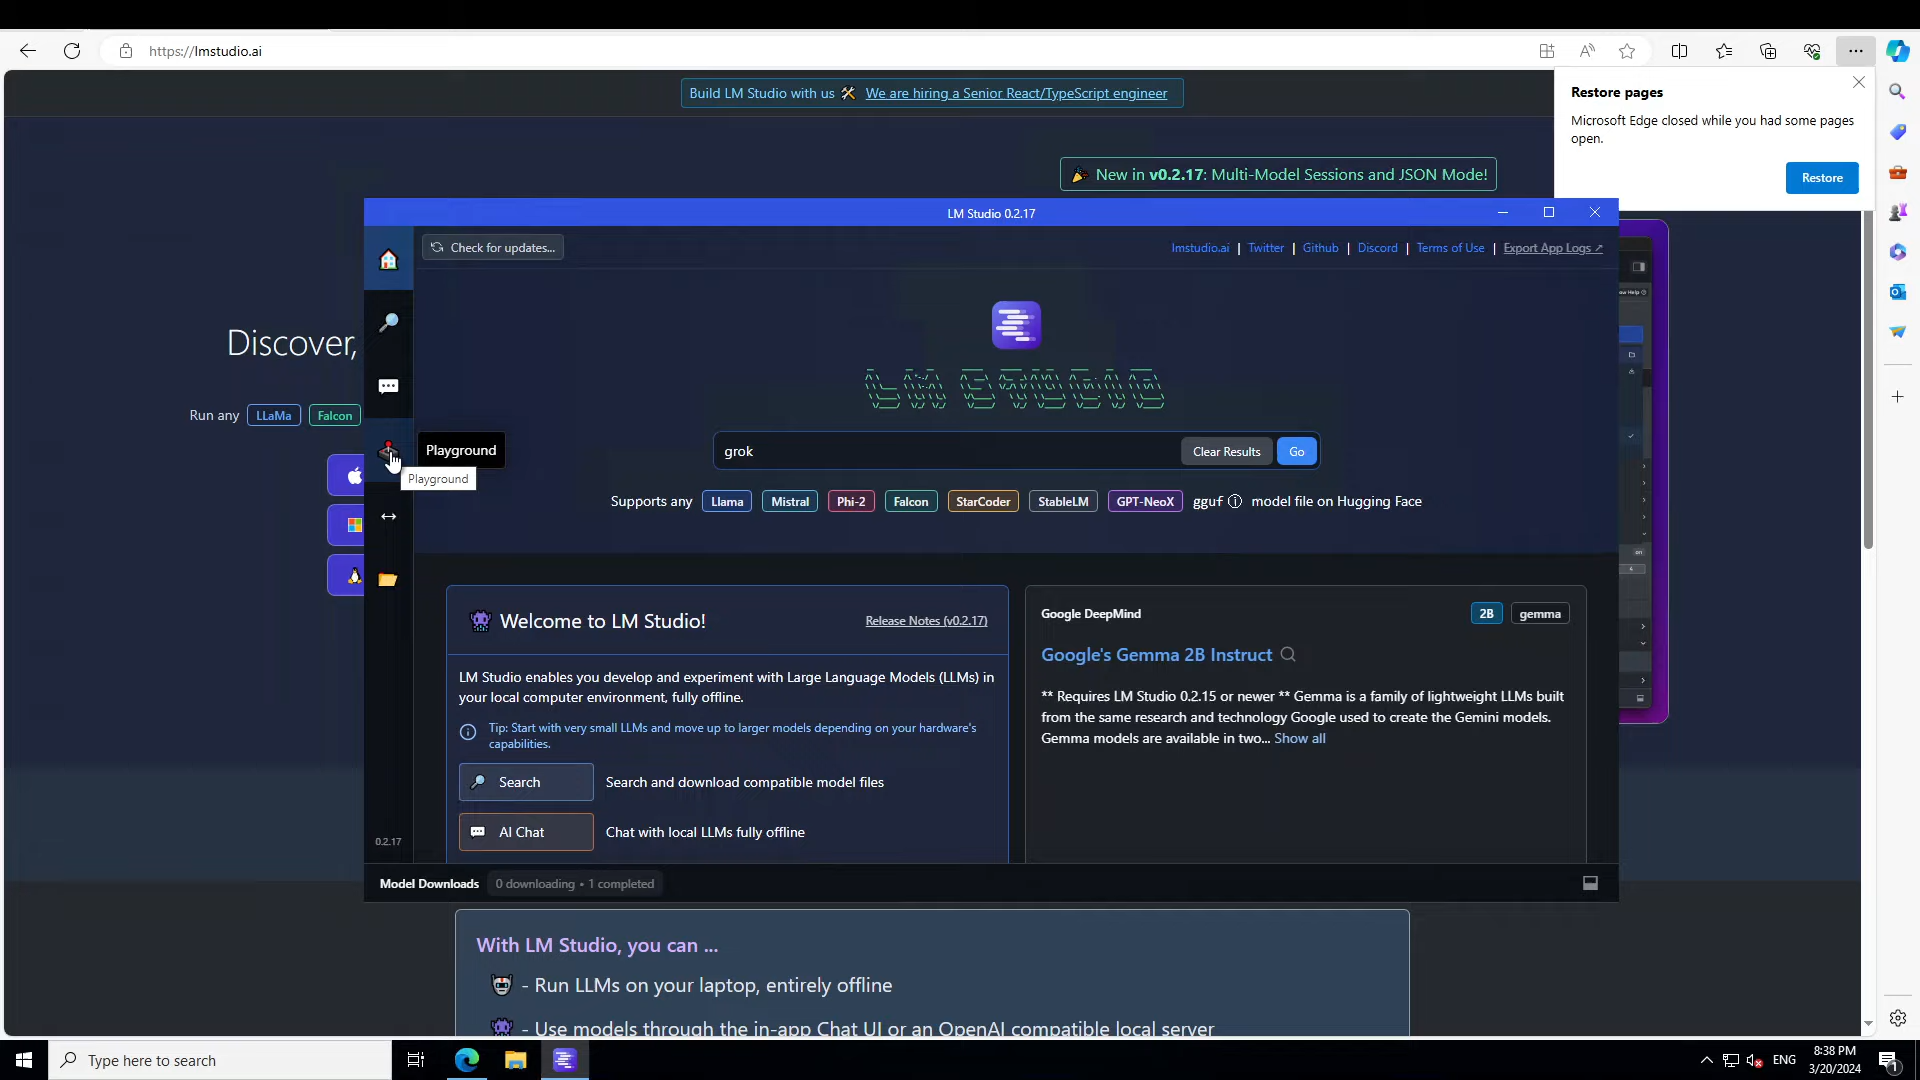 https://lmstudio.ai
Build LM Studio with us 🛠 We are hiring a Senior React/TypeScript engineer
Restore pages
Microsoft Edge closed while you had some pages
open.
Restore
New in v0.2.17: Multi-Model Sessions and JSON Mode!
LM Studio 0.2.17
Check for updates...
lmstudio.ai | Twitter | Github | Discord | Terms of Use | Export App Logs ↗
Discover,
LM STUDIO
Run any LLaMa Falcon
Playground
Playground
grok
Clear Results
Go
Supports any Llama Mistral Phi-2 Falcon StarCoder StableLM GPT-NeoX gguf ⓘ model file on Hugging Face
Welcome to LM Studio!
Release Notes (v0.2.17)
LM Studio enables you develop and experiment with Large Language Models (LLMs) in
your local computer environment, fully offline.
Tip: Start with very small LLMs and move up to larger models depending on your hardware's
capabilities.
Search
Search and download compatible model files
AI Chat
Chat with local LLMs fully offline
Google DeepMind
2B
gemma
Google's Gemma 2B Instruct
** Requires LM Studio 0.2.15 or newer ** Gemma is a family of lightweight LLMs built
from the same research and technology Google used to create the Gemini models.
Gemma models are available in two... Show all
0.2.17
Model Downloads 0 downloading • 1 completed
With LM Studio, you can ...
- Run LLMs on your laptop, entirely offline
- Use models through the in-app Chat UI or an OpenAI compatible local server
Type here to search
ENG
8:38 PM
3/20/2024
1